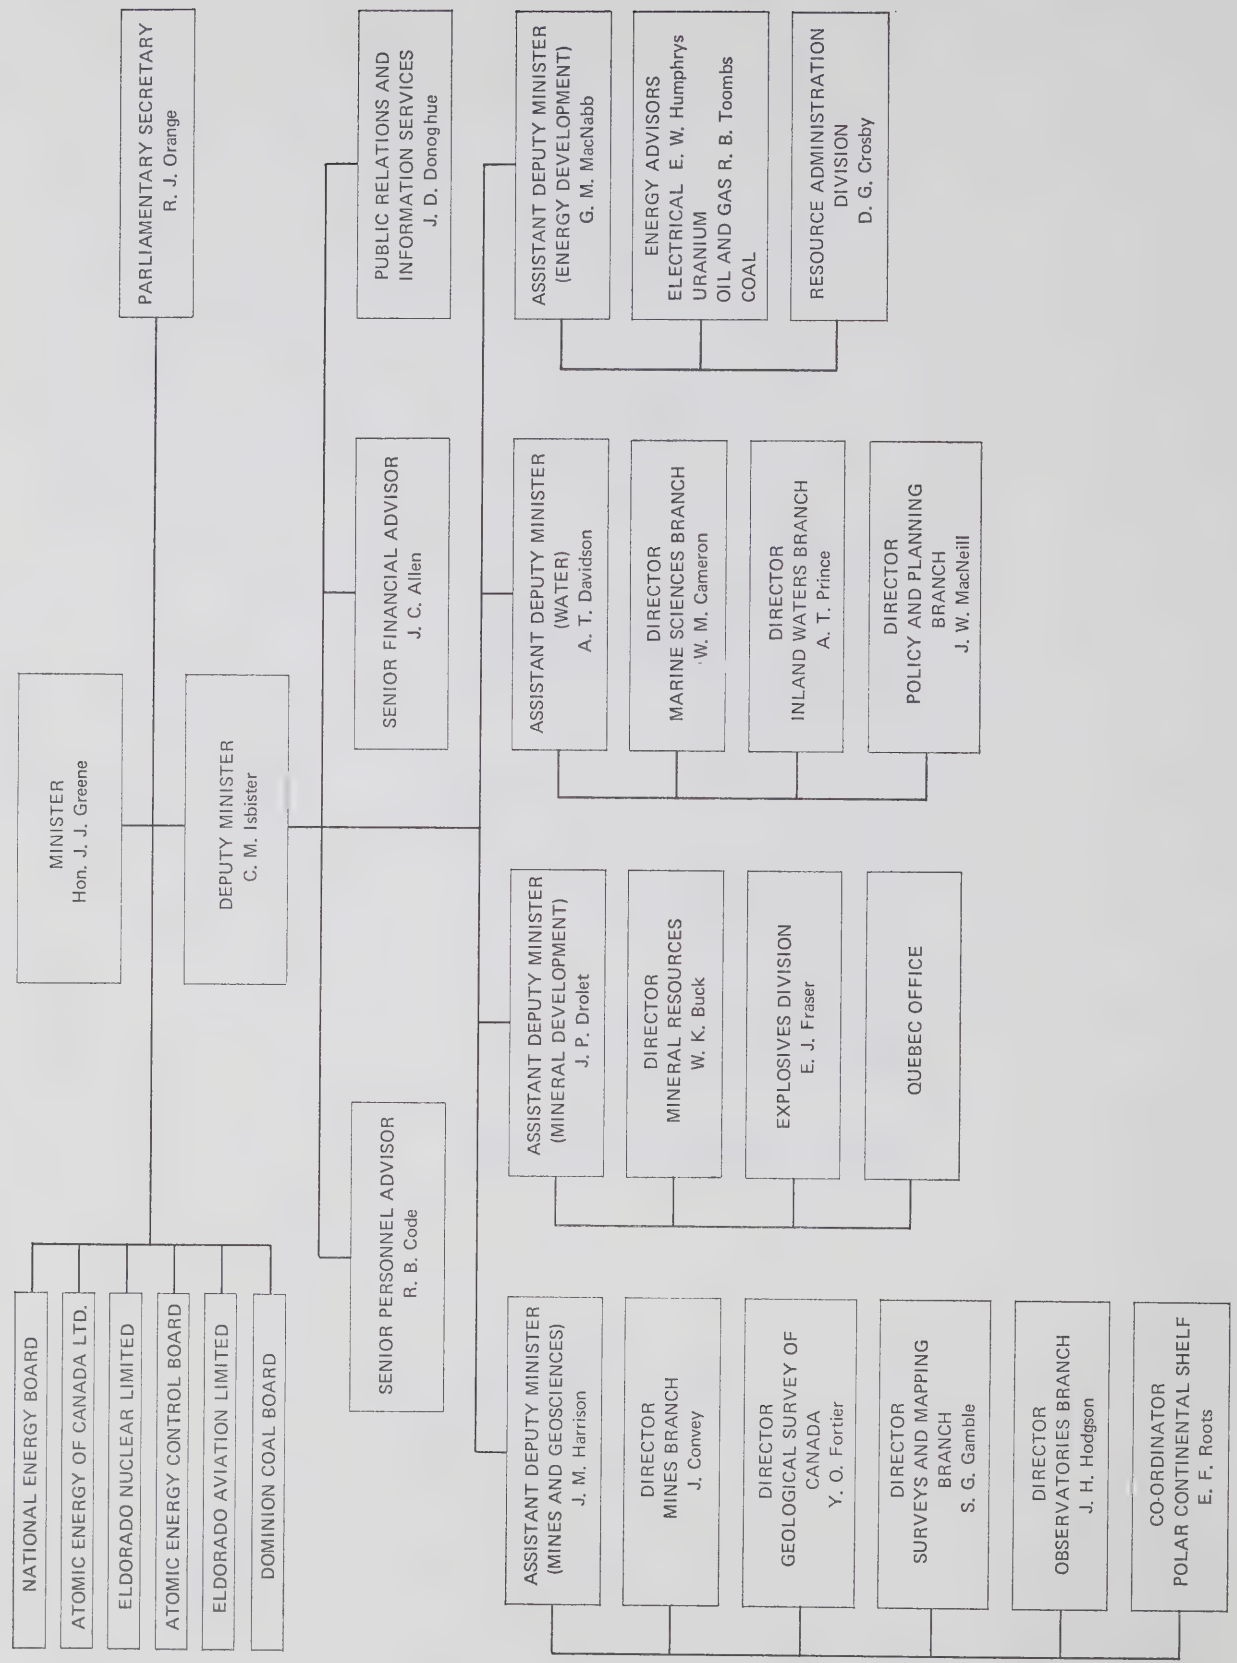 MINISTER
Hon. J. J. Greene
PARLIAMENTARY SECRETARY
R. J. Orange
NATIONAL ENERGY BOARD
ATOMIC ENERGY OF CANADA LTD.
ELDORADO NUCLEAR LIMITED
ATOMIC ENERGY CONTROL BOARD
ELDORADO AVIATION LIMITED
DOMINION COAL BOARD
DEPUTY MINISTER
C. M. Isbister
SENIOR PERSONNEL ADVISOR
R. B. Code
SENIOR FINANCIAL ADVISOR
J. C. Allen
PUBLIC RELATIONS AND
INFORMATION SERVICES
J. D. Donoghue
ASSISTANT DEPUTY MINISTER
(MINES AND GEOSCIENCES)
J. M. Harrison
DIRECTOR
MINES BRANCH
J. Convey
DIRECTOR
GEOLOGICAL SURVEY OF
CANADA
Y. O. Fortier
DIRECTOR
SURVEYS AND MAPPING
BRANCH
S. G. Gamble
DIRECTOR
OBSERVATORIES BRANCH
J. H. Hodgson
CO-ORDINATOR
POLAR CONTINENTAL SHELF
E. F. Roots
ASSISTANT DEPUTY MINISTER
(MINERAL DEVELOPMENT)
J. P. Drolet
DIRECTOR
MINERAL RESOURCES
W. K. Buck
EXPLOSIVES DIVISION
E. J. Fraser
QUEBEC OFFICE
ASSISTANT DEPUTY MINISTER
(WATER)
A. T. Davidson
DIRECTOR
MARINE SCIENCES BRANCH
W. M. Cameron
DIRECTOR
INLAND WATERS BRANCH
A. T. Prince
DIRECTOR
POLICY AND PLANNING
BRANCH
J. W. MacNeill
ASSISTANT DEPUTY MINISTER
(ENERGY DEVELOPMENT)
G. M. MacNabb
ENERGY ADVISORS
ELECTRICAL E. W. Humphrys
URANIUM
OIL AND GAS R. B. Toombs
COAL
RESOURCE ADMINISTRATION
DIVISION
D. G. Crosby